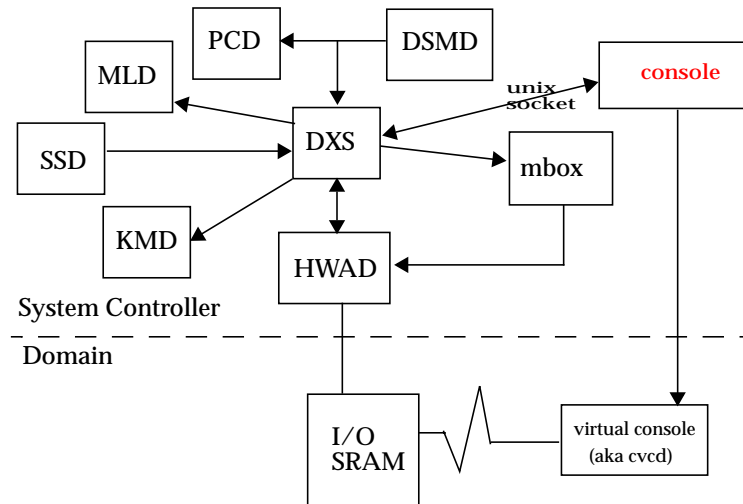 PCD
DSMD
MLD
console
unix
socket
SSD
DXS
mbox
KMD
HWAD
System Controller
Domain
I/O
SRAM
virtual console
(aka cvcd)